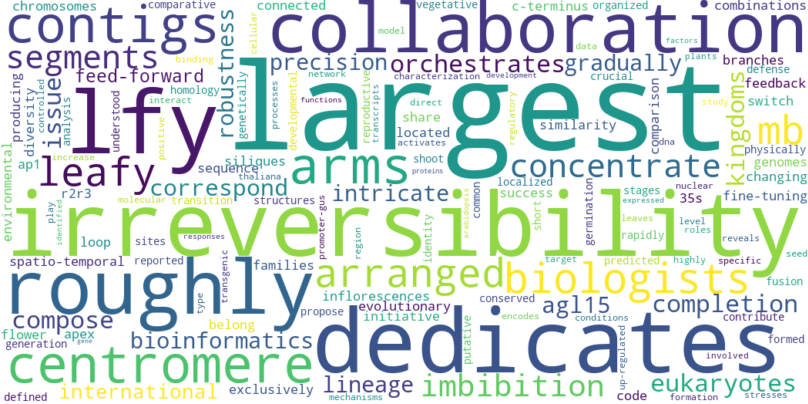 chromosomes comparative connected c-terminus organized vegetative combinations
contigs collaboration
segments precision orchestrates gradually
cellular binding model data factors plants branches
feed-forward robustness characterization development crucial defense
issue lfy largest feedback
producing diversity controlled analysis understood homology genetically processes network developmental reproductive transcripts direct share regulatory comparison kingdoms
interact positive functions located activates similarity cdna study switch mb
physically
ap1 increase leafy sequence siliques thaliana arms shoot proteins concentrate genomes changing
environmental correspond intricate localized success nuclear 35s fine-tuning
r2r3 molecular transition structures common stages expressed
irreversibility
play identified loop sites responses promoter-gus region identity arabidopsis short germination leaves rapidly level roles reveals highly specific seed
spatio-temporal reported families target predicted fusion
roughly type transgenic arranged biologists
inflorescences conserved agl15 completion
compose belong propose evolutionary initiative encodes conditions contribute
flower apex bioinformatics putative dedicates up-regulated formed
generation gene involved
centromere lineage imbibition eukaryotes
defined international exclusively mechanisms code formation stresses